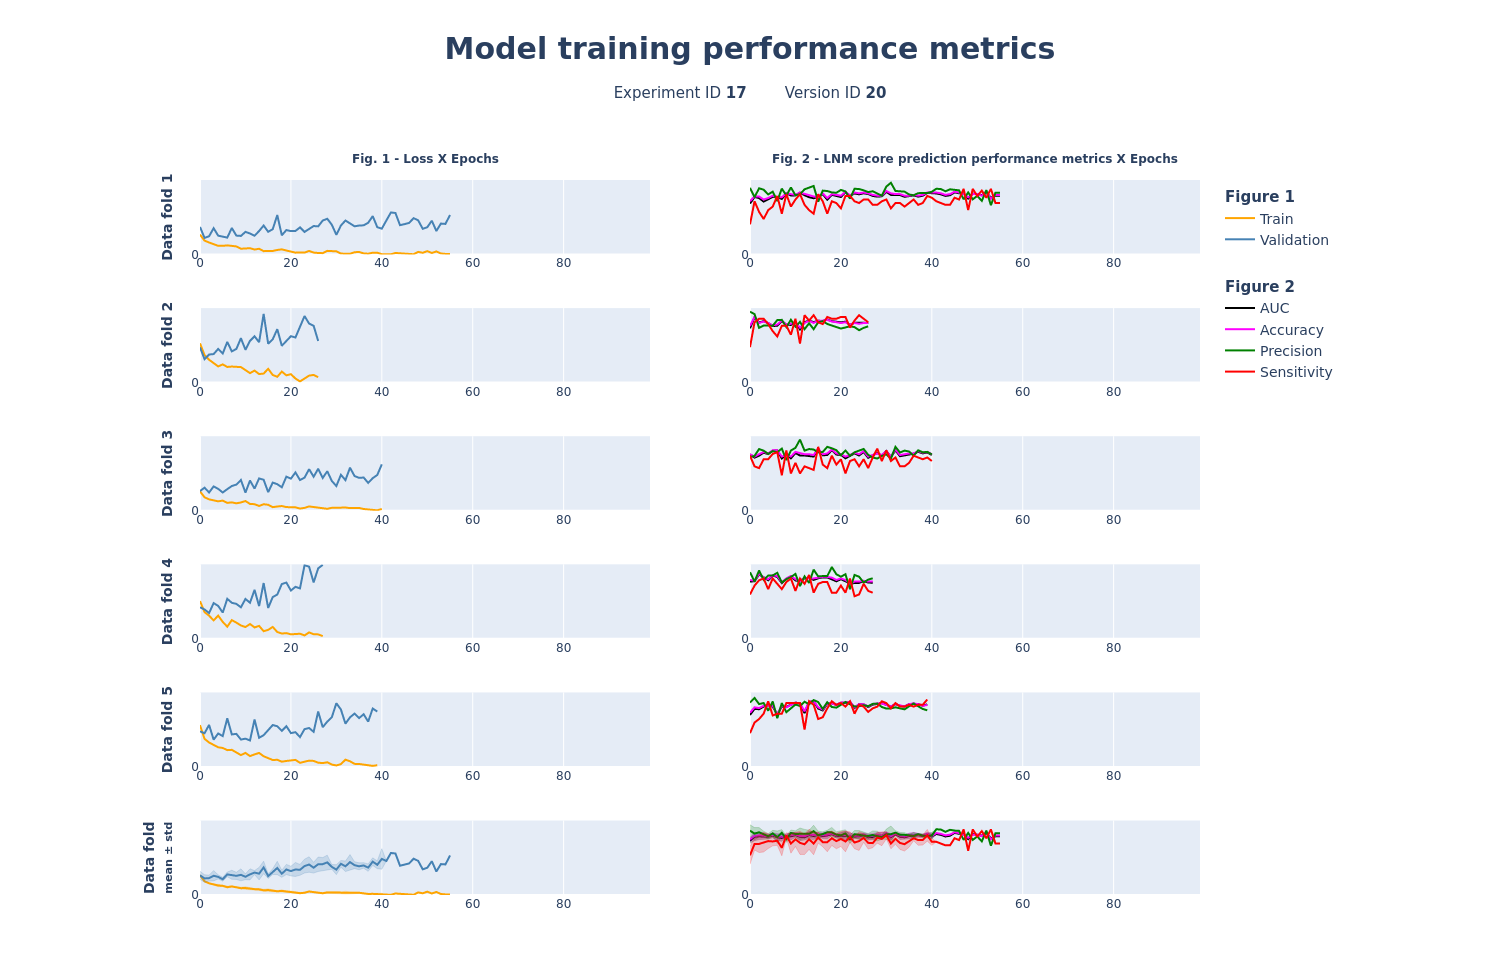 Model training performance metrics
Experiment ID 17 Version ID 20
Fig. 1 - Loss X Epochs
Fig. 2 - LNM score prediction performance metrics X Epochs
Data fold 1
0
0 20 40 60 80
0
0 20 40 60 80
Figure 1
Train
Validation
Figure 2
AUC
Accuracy
Precision
Sensitivity
Data fold 2
0
0 20 40 60 80
0
0 20 40 60 80
Data fold 3
0
0 20 40 60 80
0
0 20 40 60 80
Data fold 4
0
0 20 40 60 80
0
0 20 40 60 80
Data fold 5
0
0 20 40 60 80
0
0 20 40 60 80
Data fold
mean ± std
0
0 20 40 60 80
0
0 20 40 60 80